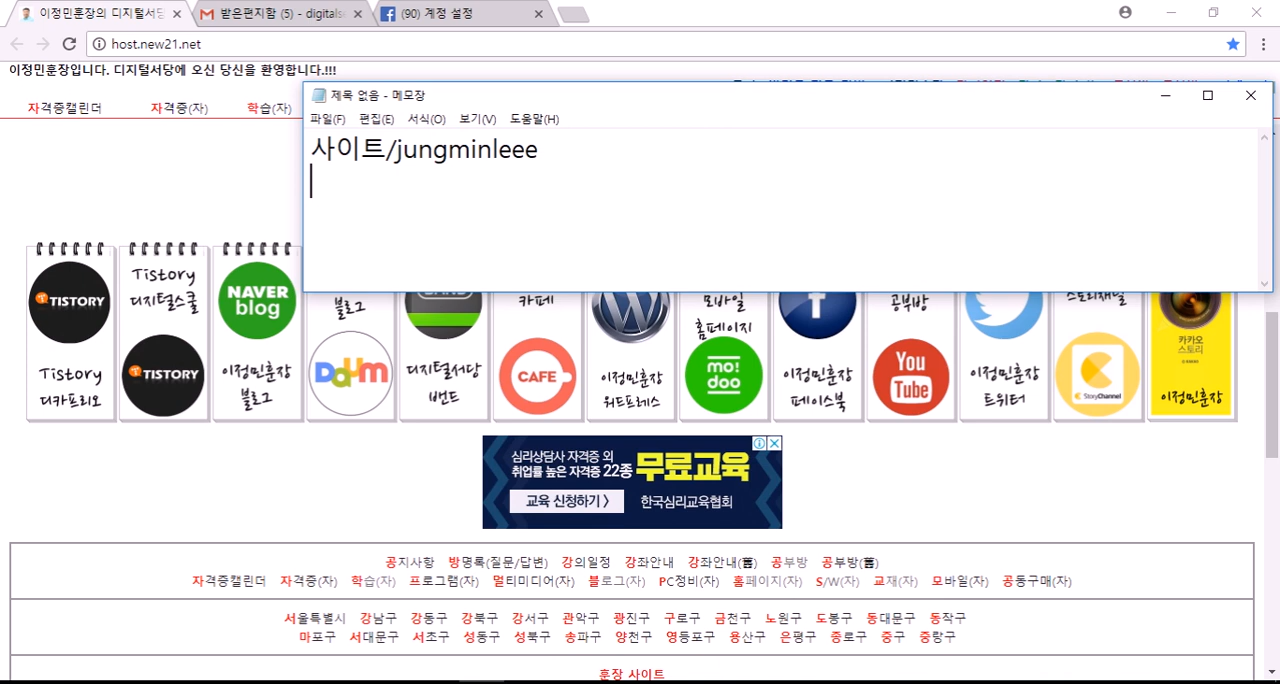 이정민훈장의 디지털서당
받은편지함 (5) - digitalse
(90) 계정 설정
host.new21.net
이정민훈장입니다. 디지털서당에 오신 당신을 환영합니다.!!!
자격증캘린더 자격증(자) 학습(자)
제목 없음 - 메모장
파일(F) 편집(E) 서식(O) 보기(V) 도움말(H)
사이트/jungminleee
TISTORY
Tistory
디카프리오
Tistory
디지털스쿨
TISTORY
NAVER
blog
이정민훈장
블로그
블로그
Daum
디지털서당
밴드
카페
CAFE
이정민훈장
워드프레스
모바일
홈페이지
mo!
doo
이정민훈장
페이스북
공부방
You
Tube
이정민훈장
트위터
스토리채널
StoryChannel
카카오
스토리
이정민훈장
심리상담사 자격증 외
취업률 높은 자격증 22종 무료교육
교육 신청하기 〉 한국심리교육협회
공지사항 방명록(질문/답변) 강의일정 강좌안내 강좌안내(舊) 공부방 공부방(舊)
자격증캘린더 자격증(자) 학습(자) 프로그램(자) 멀티미디어(자) 블로그(자) PC정비(자) 홈페이지(자) S/W(자) 교재(자) 모바일(자) 공동구매(자)
서울특별시 강남구 강동구 강북구 강서구 관악구 광진구 구로구 금천구 노원구 도봉구 동대문구 동작구
마포구 서대문구 서초구 성동구 성북구 송파구 양천구 영등포구 용산구 은평구 종로구 중구 중랑구
훈장 사이트